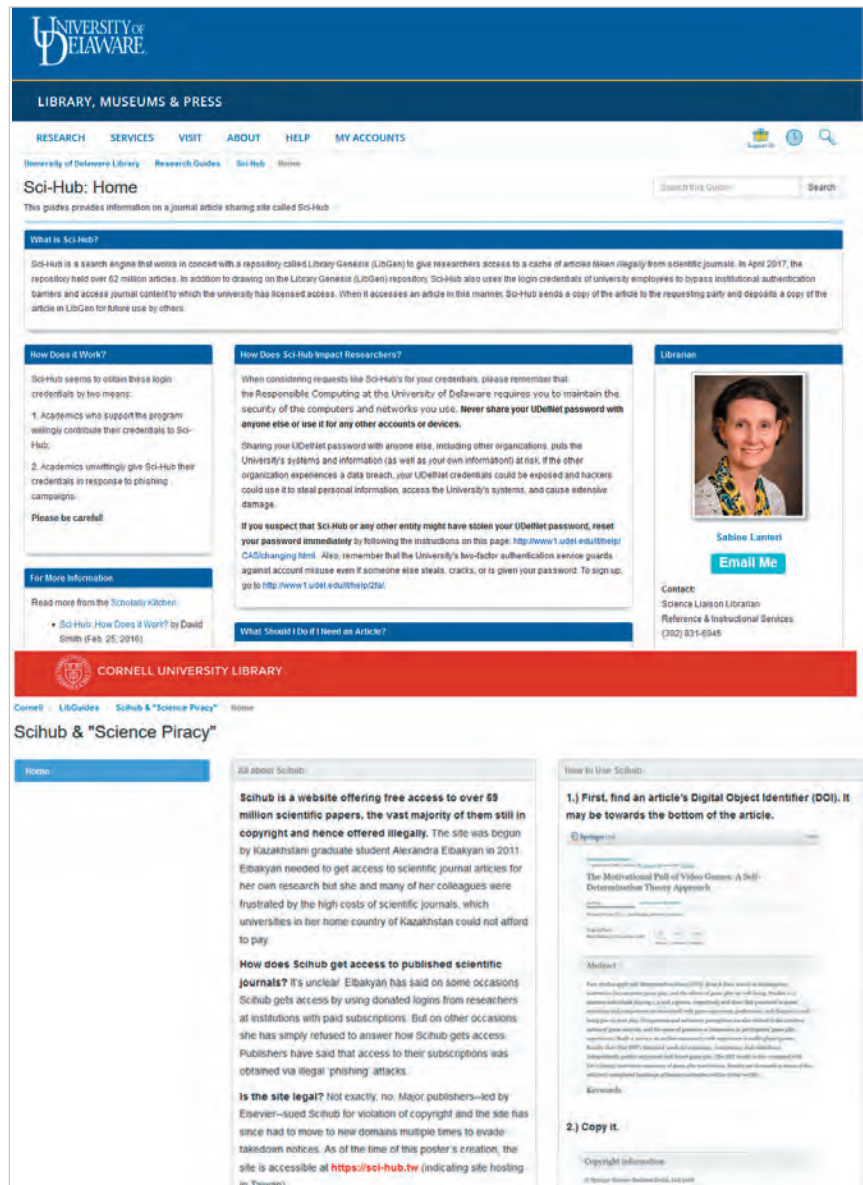 UNIVERSITY OF
DELAWARE.
LIBRARY, MUSEUMS & PRESS
RESEARCH SERVICES VISIT ABOUT HELP MY ACCOUNTS
University of Delaware Library Research Guides Sci-Hub Home
Sci-Hub: Home
Search this Guide Search
This guides provides information on a journal article sharing site called Sci-Hub
What is Sci-Hub?
Sci-Hub is a search engine that works in concert with a repository called Library Genesis (LibGen) to give researchers access to a cache of articles taken illegally from scientific journals. In April 2017, the
repository held over 62 million articles. In addition to drawing on the Library Genesis (LibGen) repository, Sci-Hub also uses the login credentials of university employees to bypass institutional authentication
barriers and access journal content to which the university has licensed access. When it accesses an article in this manner, Sci-Hub sends a copy of the article to the requesting party and deposits a copy of the
article in LibGen for future use by others.
How Does it Work?
Sci-Hub seems to obtain these login
credentials by two means:
1. Academics who support the program
willingly contribute their credentials to Sci-
Hub;
2. Academics unwittingly give Sci-Hub their
credentials in response to phishing
campaigns.
Please be careful!
For More Information
Read more from the Scholarly Kitchen:
• Sci-Hub: How Does it Work? by David
Smith (Feb. 25, 2016)
How Does Sci-Hub Impact Researchers?
When considering requests like Sci-Hub's for your credentials, please remember that
the Responsible Computing at the University of Delaware requires you to maintain the
security of the computers and networks you use. Never share your UDelNet password with
anyone else or use it for any other accounts or devices.
Sharing your UDelNet password with anyone else, including other organizations, puts the
University's systems and information (as well as your own information!) at risk. If the other
organization experiences a data breach, your UDelNet credentials could be exposed and hackers
could use it to steal personal information, access the University's systems, and cause extensive
damage.
If you suspect that Sci-Hub or any other entity might have stolen your UDelNet password, reset
your password immediately by following the instructions on this page: http://www1.udel.edu/it/help/
CAS/changing.html. Also, remember that the University's two-factor authentication service guards
against account misuse even if someone else steals, cracks, or is given your password. To sign up,
go to http://www1.udel.edu/it/help/2fa/.
What Should I Do if I Need an Article?
Librarian
Sabine Lanteri
Email Me
Contact:
Science Liaison Librarian
Reference & Instructional Services
(302) 831-6945
CORNELL UNIVERSITY LIBRARY
Cornell LibGuides Scihub & "Science Piracy" Home
Scihub & "Science Piracy"
Home
All about Scihub
Scihub is a website offering free access to over 69
million scientific papers, the vast majority of them still in
copyright and hence offered illegally. The site was begun
by Kazakhstani graduate student Alexandra Elbakyan in 2011.
Elbakyan needed to get access to scientific journal articles for
her own research but she and many of her colleagues were
frustrated by the high costs of scientific journals, which
universities in her home country of Kazakhstan could not afford
to pay.
How does Scihub get access to published scientific
journals? It's unclear. Elbakyan has said on some occasions
Scihub gets access by using donated logins from researchers
at institutions with paid subscriptions. But on other occasions
she has simply refused to answer how Scihub gets access.
Publishers have said that access to their subscriptions was
obtained via illegal 'phishing' attacks.
Is the site legal? Not exactly, no. Major publishers--led by
Elsevier--sued Scihub for violation of copyright and the site has
since had to move to new domains multiple times to evade
takedown notices. As of the time of this poster's creation, the
site is accessible at https://sci-hub.tw (indicating site hosting
in Taiwan)
How to Use Scihub
1.) First, find an article's Digital Object Identifier (DOI). It
may be towards the bottom of the article.
Springer Link
The Motivational Pull of Video Games: A Self-
Determination Theory Approach
Abstract
Keywords
2.) Copy it.
Copyright information